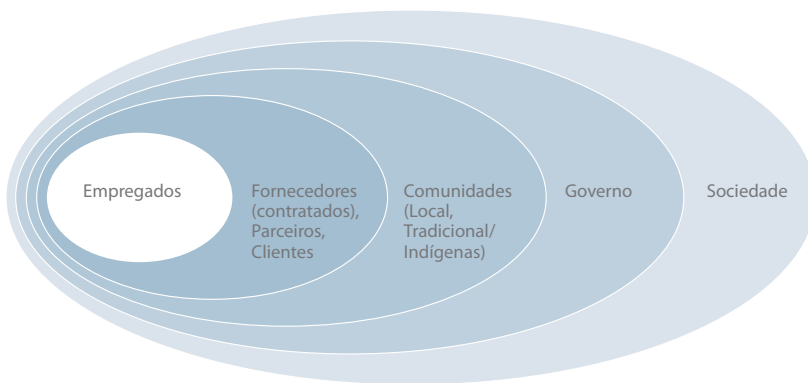 Empregados
Fornecedores
(contratados),
Parceiros,
Clientes
Comunidades
(Local,
Tradicional/
Indígenas)
Governo
Sociedade